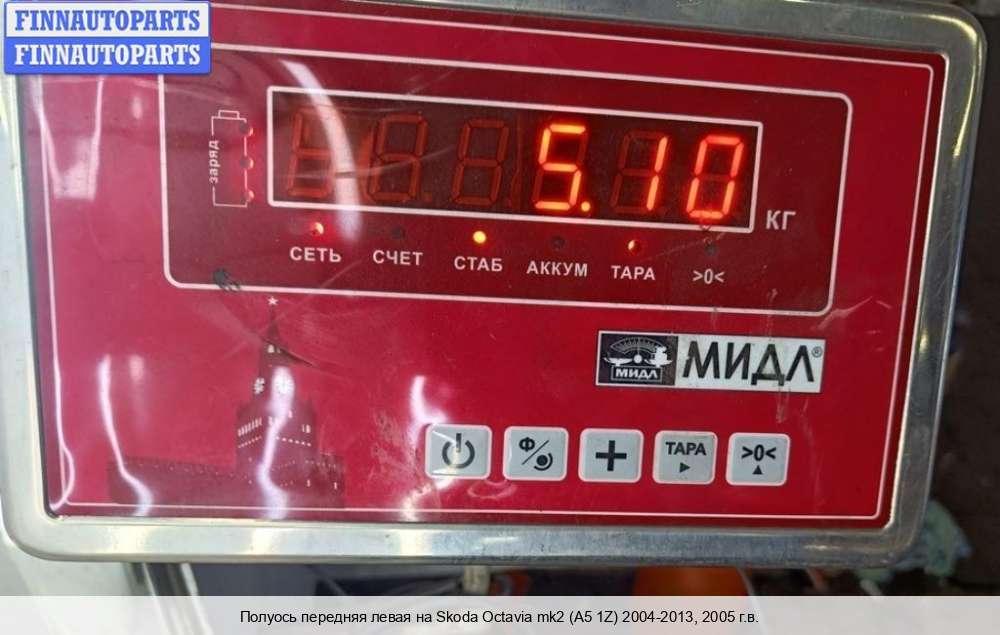 FINNAUTOPARTS
FINNAUTOPARTS
заряд
5.10
КГ
СЕТЬ СЧЕТ СТАБ АККУМ ТАРА >0<
МИДЛ МИДЛ®
Ф ТАРА >0<
Полуось передняя левая на Skoda Octavia mk2 (A5 1Z) 2004-2013, 2005 г.в.